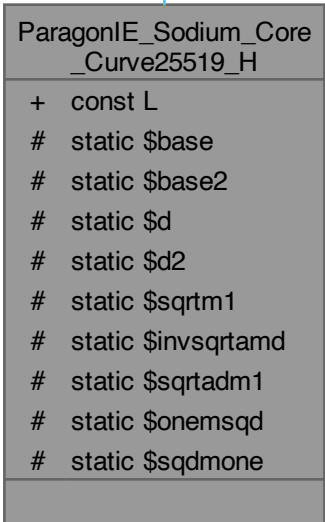 ParagonIE_Sodium_Core
_Curve25519_H
+ const L
# static $base
# static $base2
# static $d
# static $d2
# static $sqrtm1
# static $invsqrtamd
# static $sqrtadm1
# static $onemsqd
# static $sqdmone